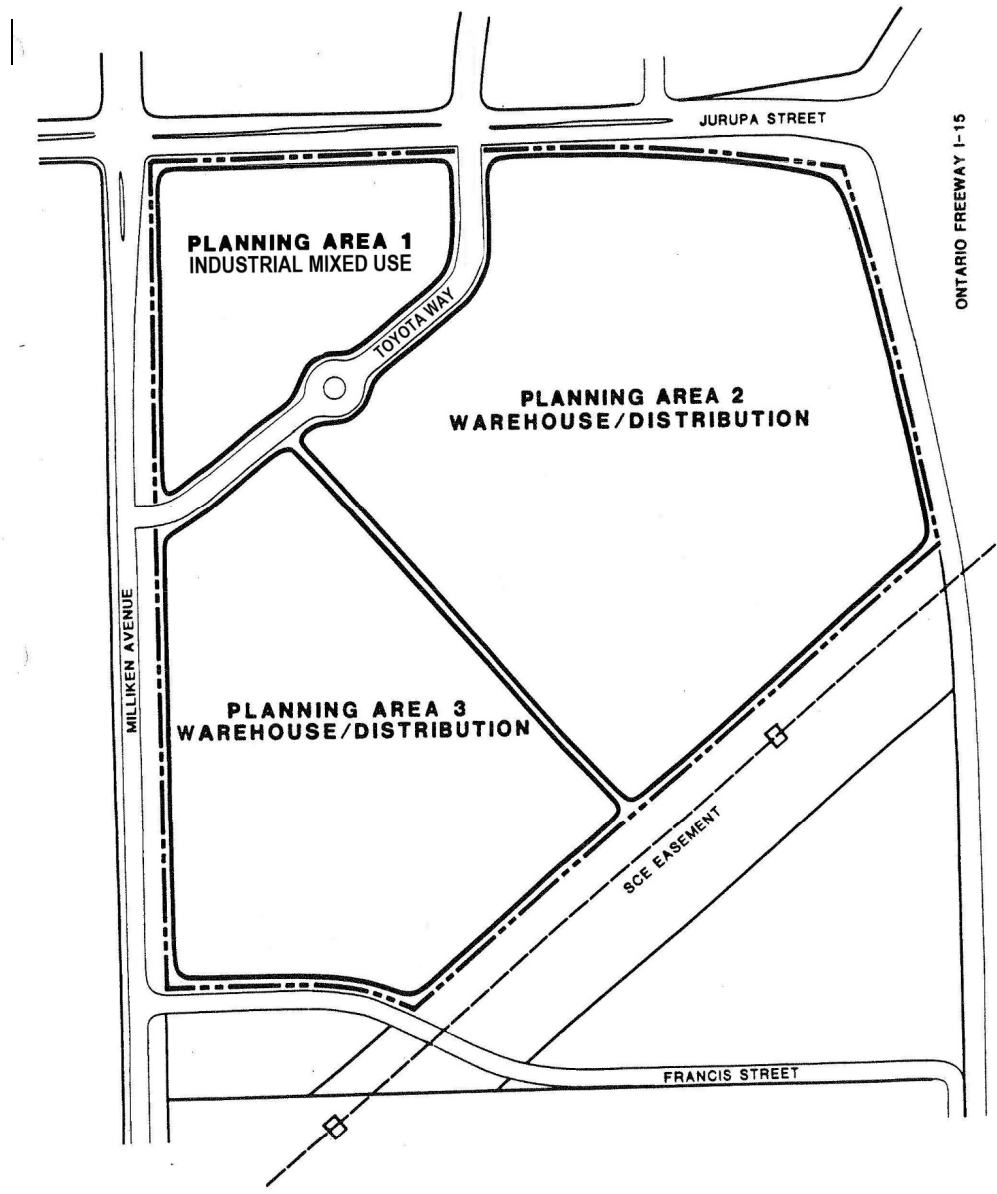 JURUPA STREET
ONTARIO FREEWAY I-15
PLANNING AREA 1
INDUSTRIAL MIXED USE
TOYOTA WAY
PLANNING AREA 2
WAREHOUSE/DISTRIBUTION
MILLIKEN AVENUE
PLANNING AREA 3
WAREHOUSE/DISTRIBUTION
SCE EASEMENT
FRANCIS STREET